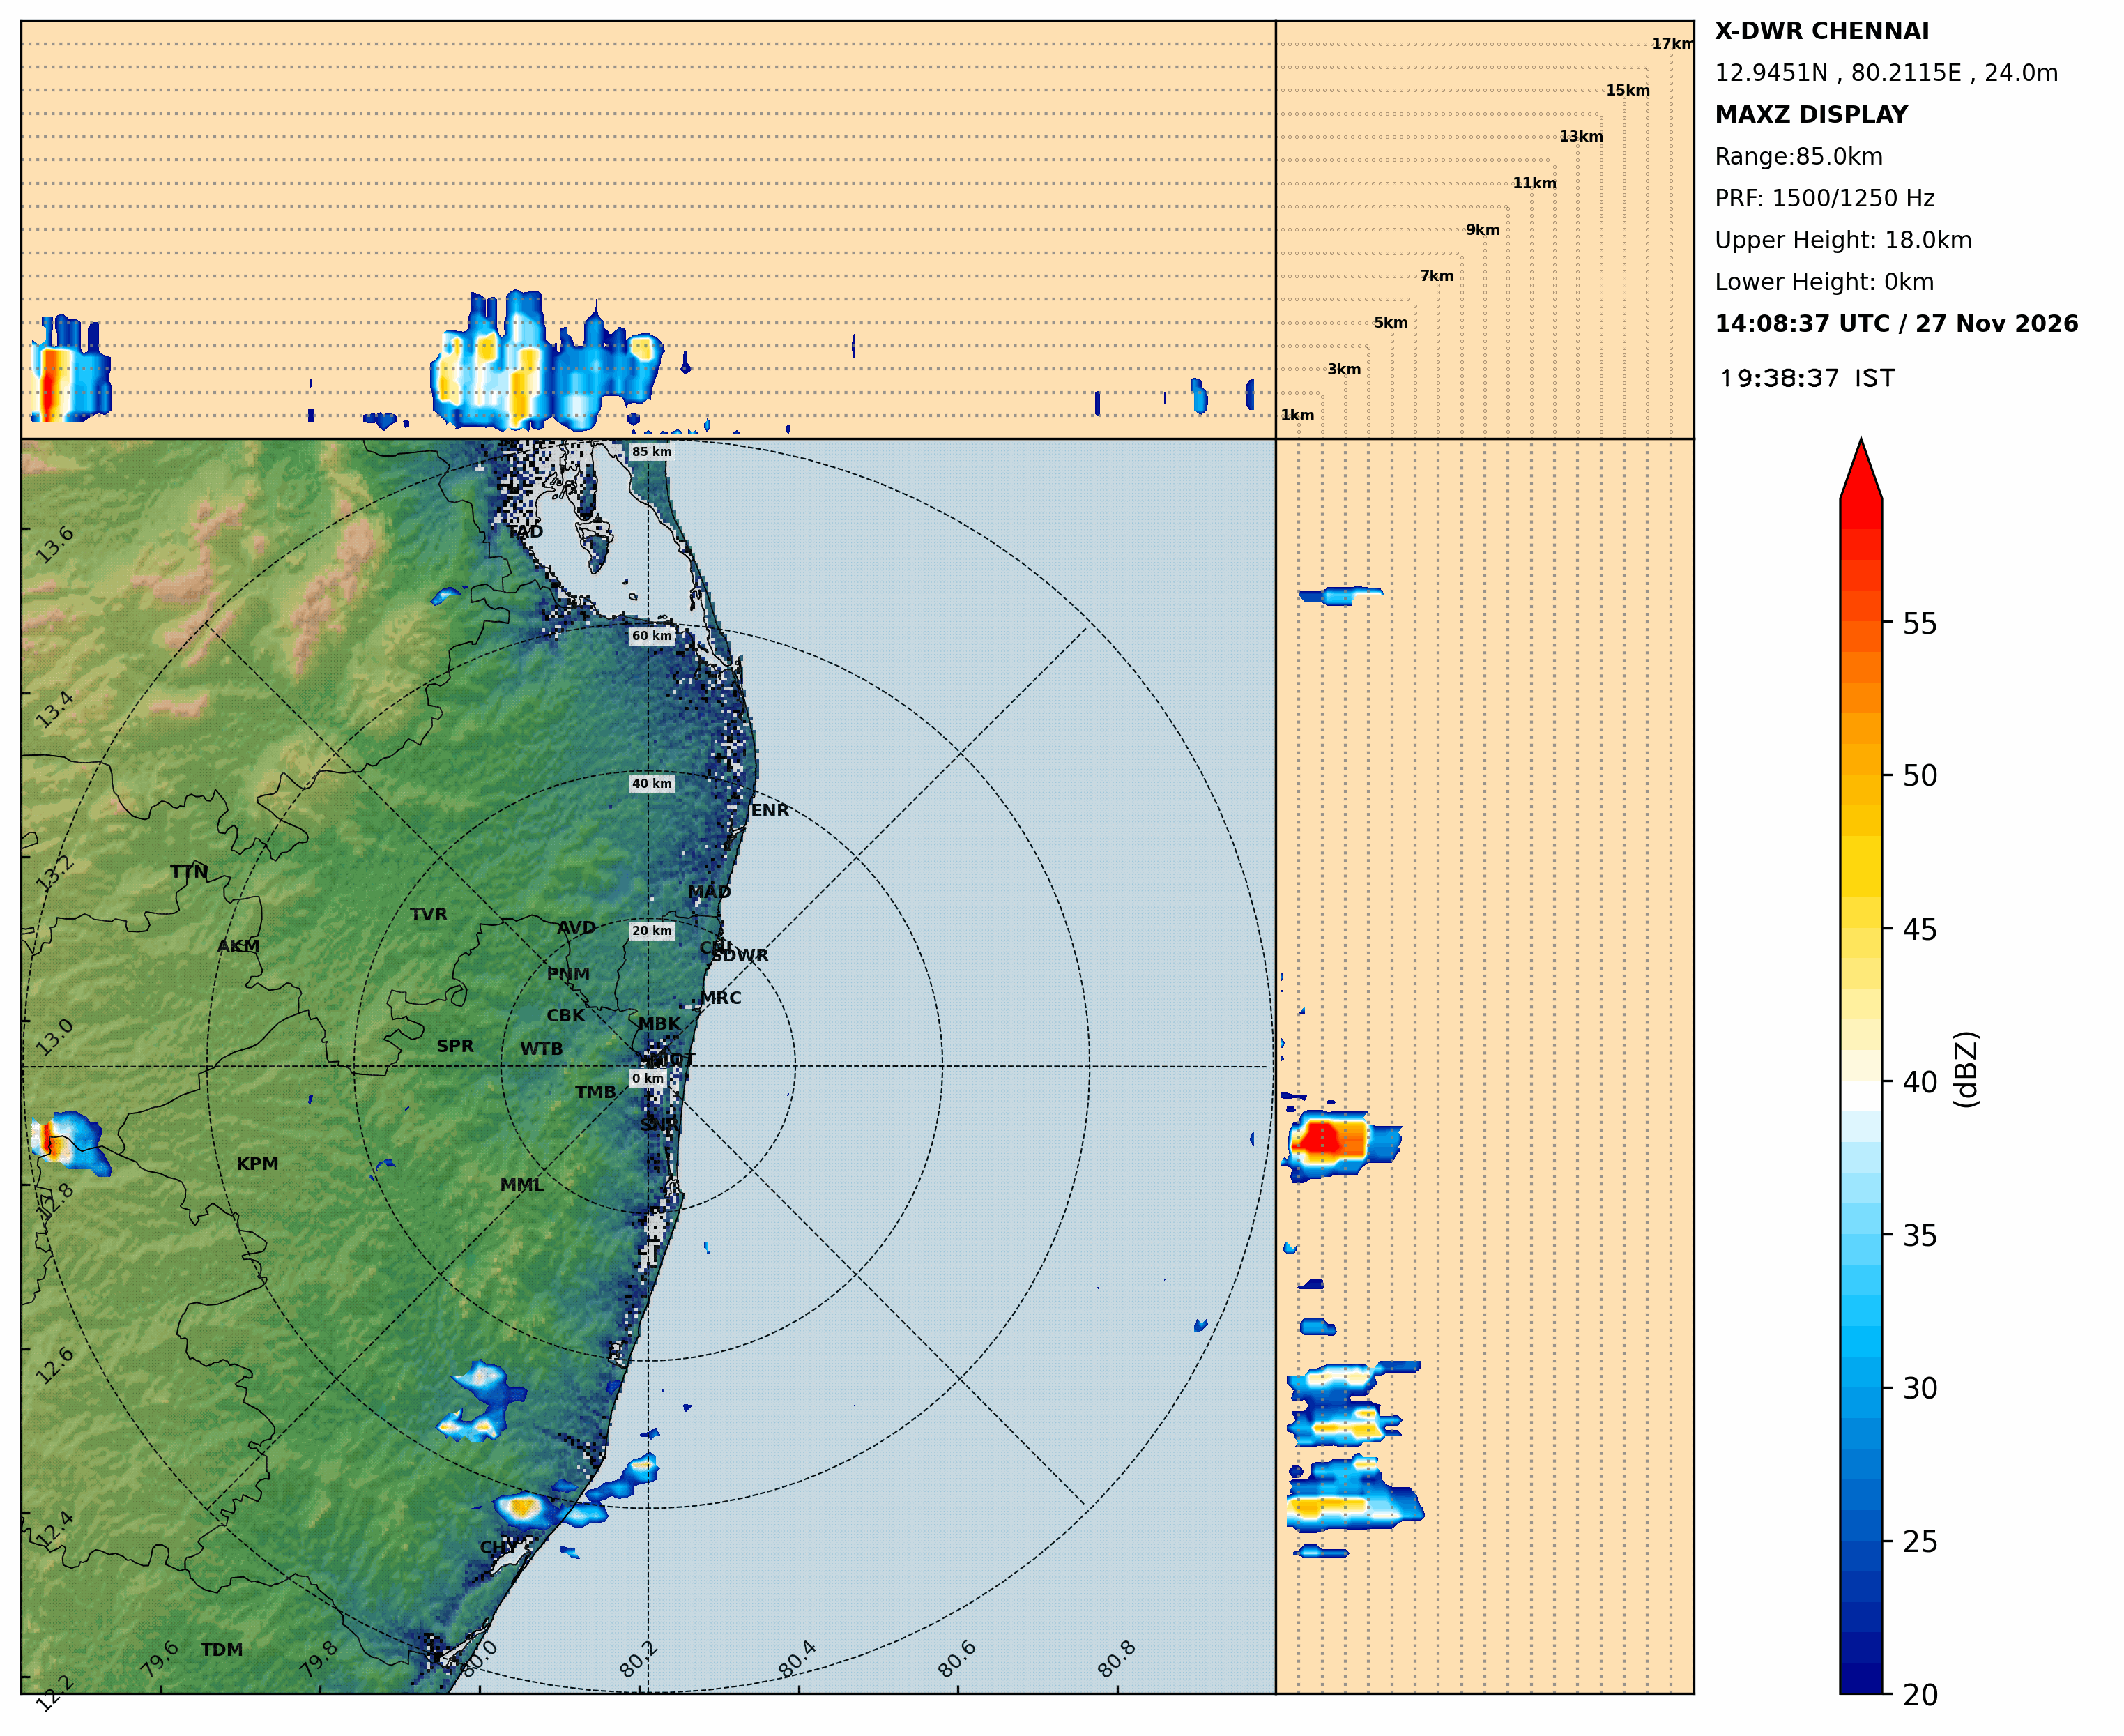 X-DWR CHENNAI
12.9451N , 80.2115E , 24.0m
MAXZ DISPLAY
Range:85.0km
PRF: 1500/1250 Hz
Upper Height: 18.0km
Lower Height: 0km
14:08:37 UTC / 27 Nov 2026
19:38:37 IST
17km
15km
13km
11km
9km
7km
5km
3km
1km
85 km
60 km
40 km
20 km
0 km
TAD
ENR
TTN
MAD
TVR
AVD
AKM
CNI
SDWR
PNM
MRC
CBK
MBK
SPR
WTB
TMB
SNR
KPM
MML
CHY
TDM
13.6
13.4
13.2
13.0
12.8
12.6
12.4
12.2
79.6
79.8
80.0
80.2
80.4
80.6
80.8
55
50
45
40
35
30
25
20
(dBZ)